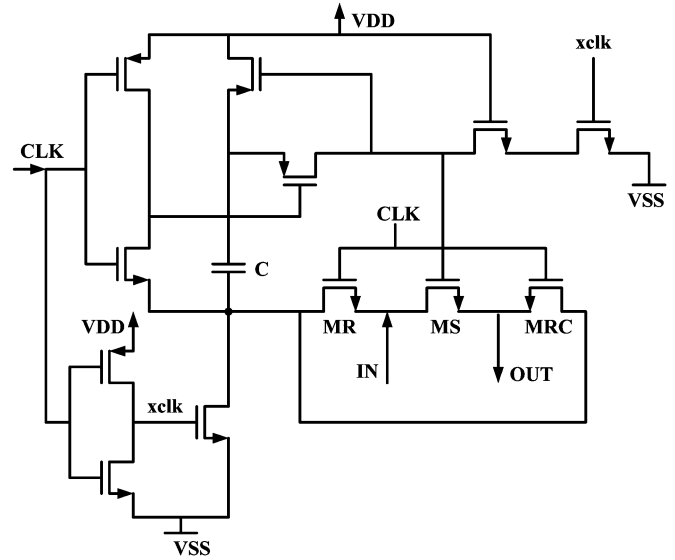 VDD
xclk
CLK
VSS
CLK
C
VDD
MR
MS
MRC
IN
OUT
xclk
VSS